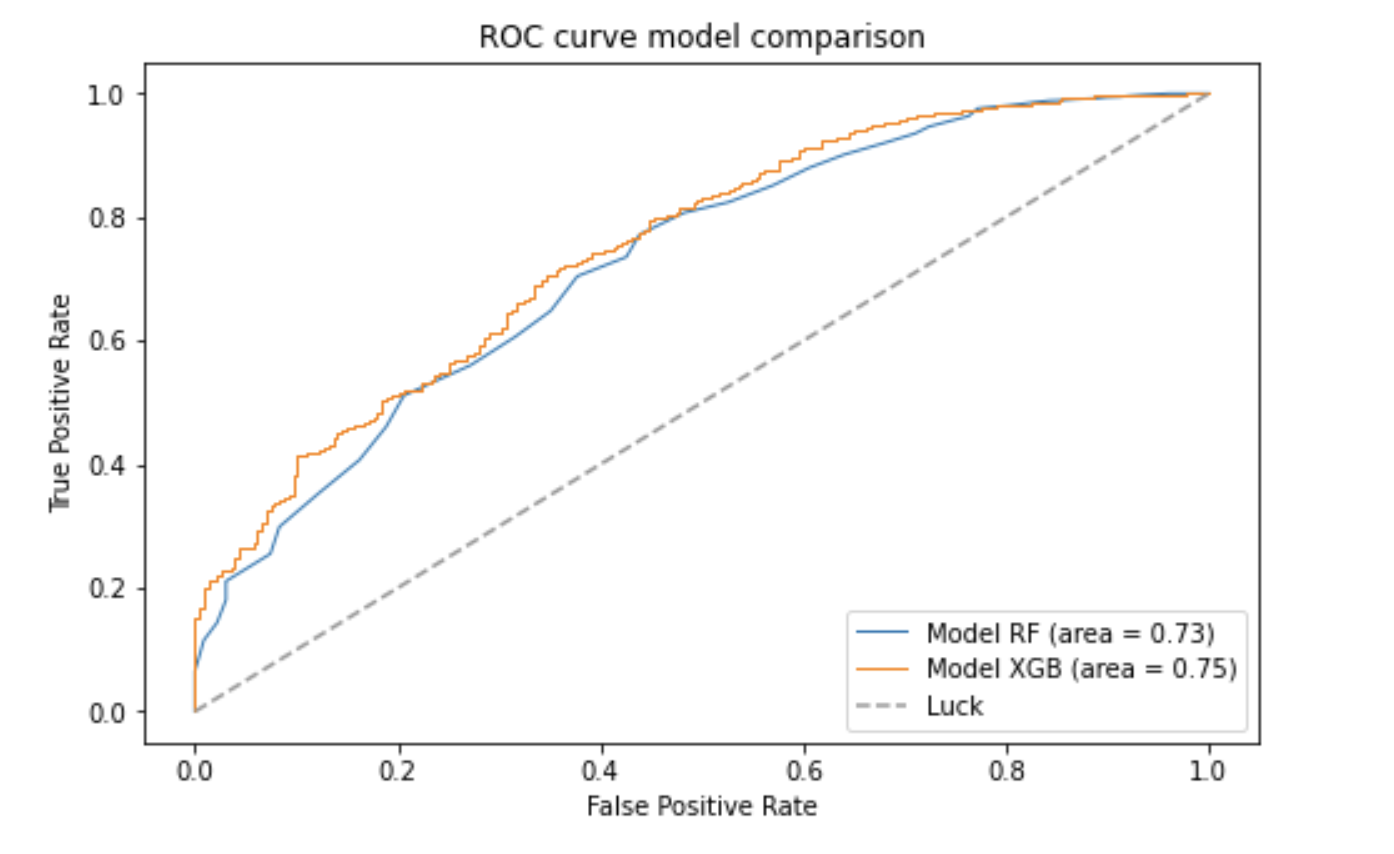 ROC curve model comparison
1.0
0.8
0.6
0.4
0.2
0.0
True Positive Rate
0.0 0.2 0.4 0.6 0.8 1.0
False Positive Rate
Model RF (area = 0.73)
Model XGB (area = 0.75)
Luck